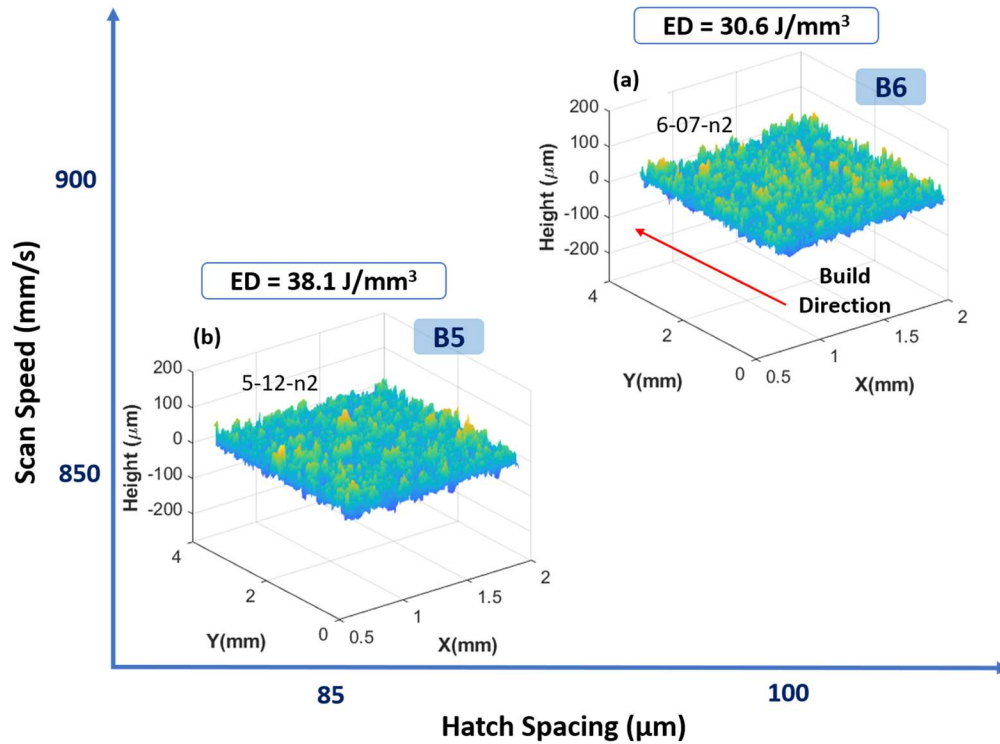 ED = 30.6 J/mm³
(a)
B6
6-07-n2
200
100
0
-100
-200
Height (μm)
4
2
0
Y(mm)
0.5
1
1.5
2
X(mm)
Build
Direction
ED = 38.1 J/mm³
(b)
B5
5-12-n2
200
100
0
-100
-200
Height (μm)
4
2
0
Y(mm)
0.5
1
1.5
2
X(mm)
900
850
Scan Speed (mm/s)
85
100
Hatch Spacing (μm)